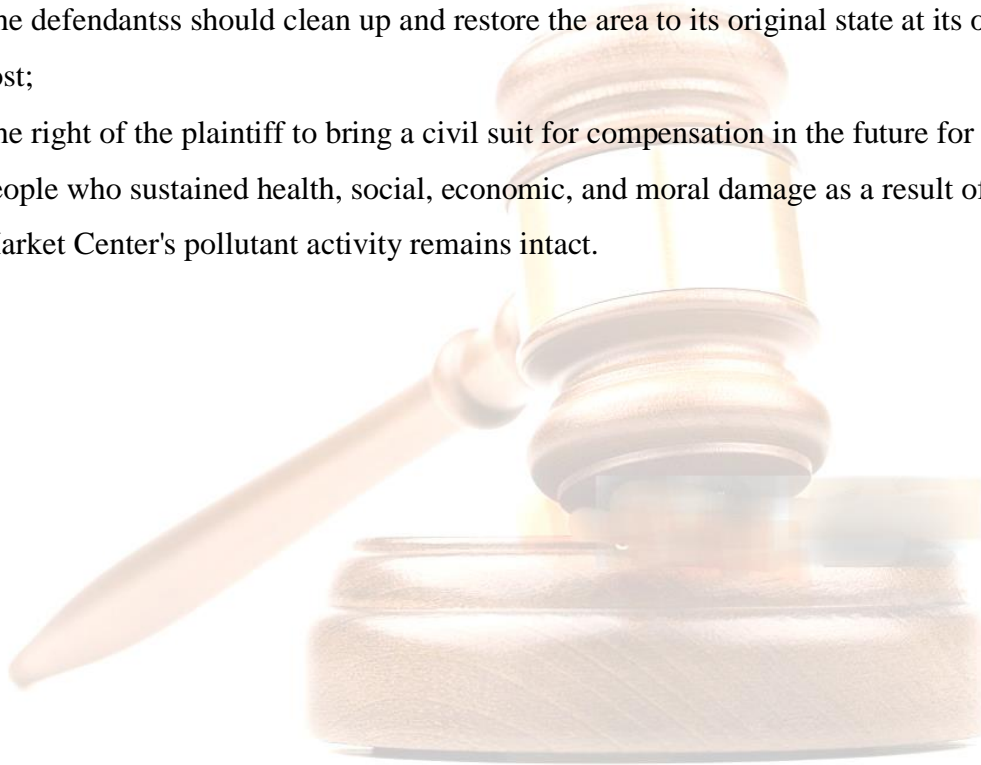 he defendantss should clean up and restore the area to its original state at its o
ost;
he right of the plaintiff to bring a civil suit for compensation in the future for
eople who sustained health, social, economic, and moral damage as a result of
arket Center's pollutant activity remains intact.